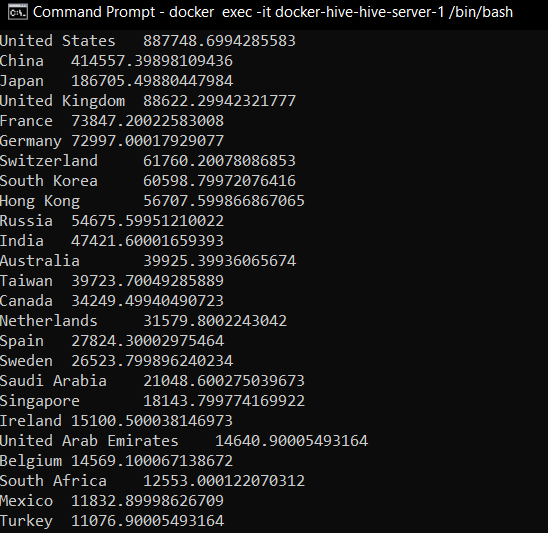 Command Prompt - docker  exec -it docker-hive-hive-server-1 /bin/bash
United States   887748.6994285583
China   414557.39898109436
Japan   186705.49880447984
United Kingdom  88622.29942321777
France  73847.20022583008
Germany 72997.00017929077
Switzerland     61760.20078086853
South Korea     60598.79972076416
Hong Kong       56707.599866867065
Russia  54675.59951210022
India   47421.60001659393
Australia       39925.39936065674
Taiwan  39723.70049285889
Canada  34249.49940490723
Netherlands     31579.8002243042
Spain   27824.30002975464
Sweden  26523.799896240234
Saudi Arabia    21048.600275039673
Singapore       18143.799774169922
Ireland 15100.500038146973
United Arab Emirates    14640.90005493164
Belgium 14569.100067138672
South Africa    12553.000122070312
Mexico  11832.89998626709
Turkey  11076.90005493164